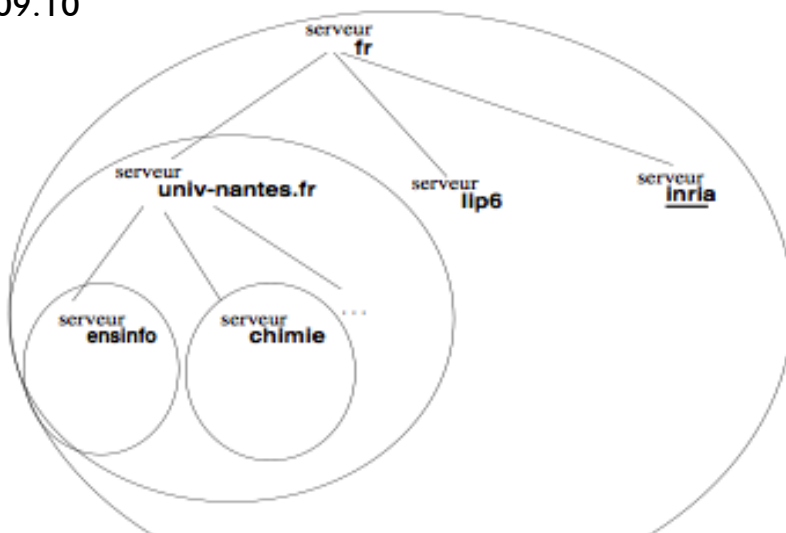 09.10
serveur
fr
serveur
univ-nantes.fr
serveur
lip6
serveur
inria
serveur
ensinfo
serveur
chimie
...